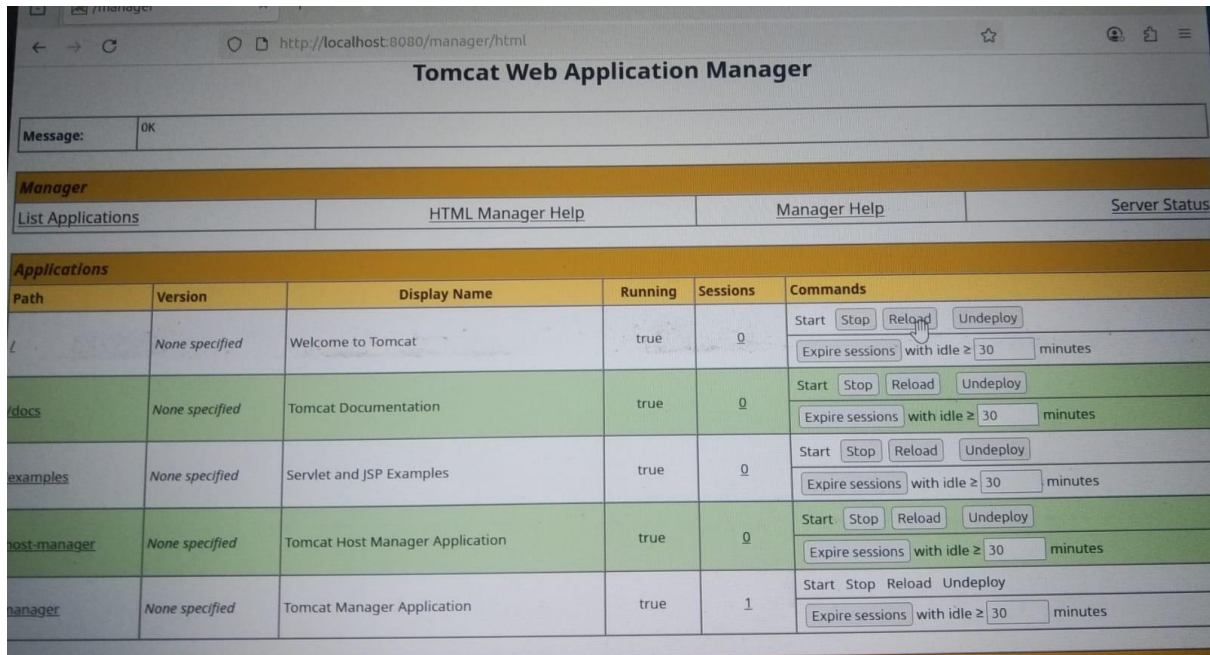 /manager
http://localhost:8080/manager/html
Tomcat Web Application Manager
Message: OK
Manager
List Applications HTML Manager Help Manager Help Server Status
Applications
Path Version Display Name Running Sessions Commands
/ None specified Welcome to Tomcat true 0 Start Stop Reload Undeploy
Expire sessions with idle ≥ 30 minutes
/docs None specified Tomcat Documentation true 0 Start Stop Reload Undeploy
Expire sessions with idle ≥ 30 minutes
examples None specified Servlet and JSP Examples true 0 Start Stop Reload Undeploy
Expire sessions with idle ≥ 30 minutes
host-manager None specified Tomcat Host Manager Application true 0 Start Stop Reload Undeploy
Expire sessions with idle ≥ 30 minutes
manager None specified Tomcat Manager Application true 1 Start Stop Reload Undeploy
Expire sessions with idle ≥ 30 minutes